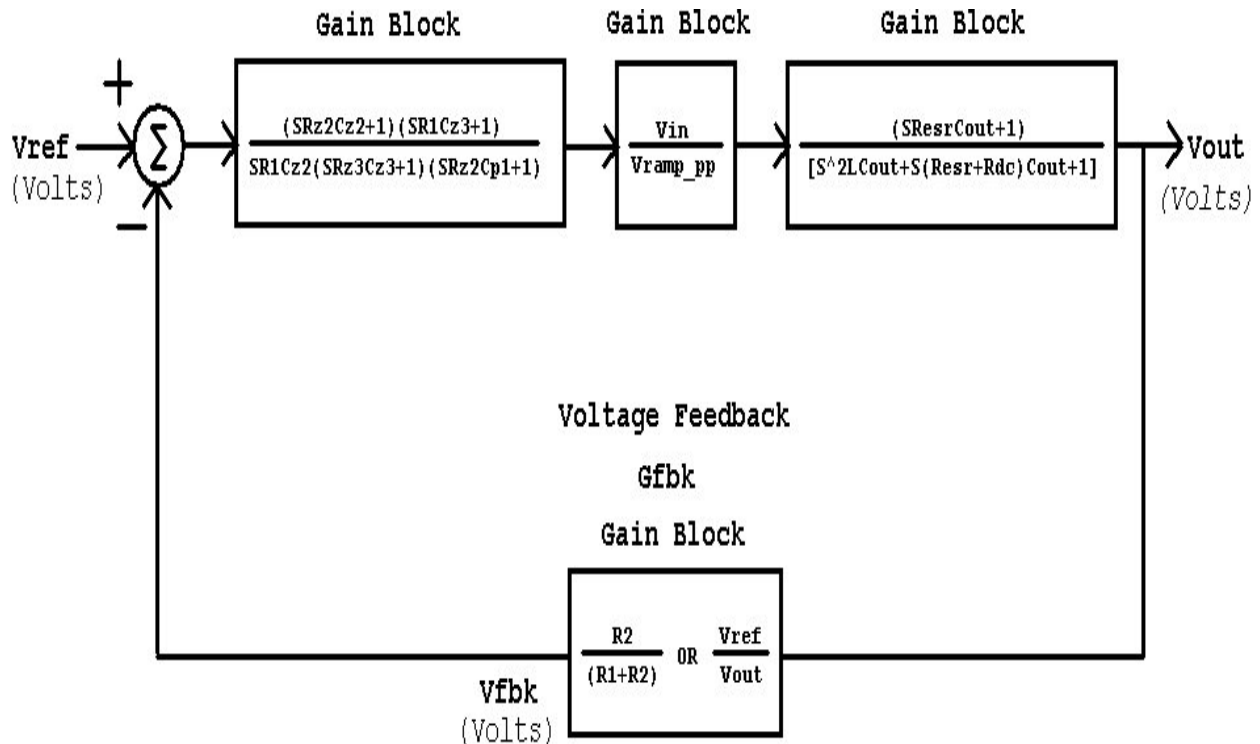 Gain Block
Gain Block
Gain Block
+
Vref
(Volts)
Σ
−
(SRz2Cz2+1)(SR1Cz3+1)
SR1Cz2(SRz3Cz3+1)(SRz2Cp1+1)
Vin
Vramp_pp
(SResrCout+1)
[S^2LCout+S(Resr+Rdc)Cout+1]
Vout
(Volts)
Voltage Feedback
Gfbk
Gain Block
R2
(R1+R2)
OR
Vref
Vout
Vfbk
(Volts)